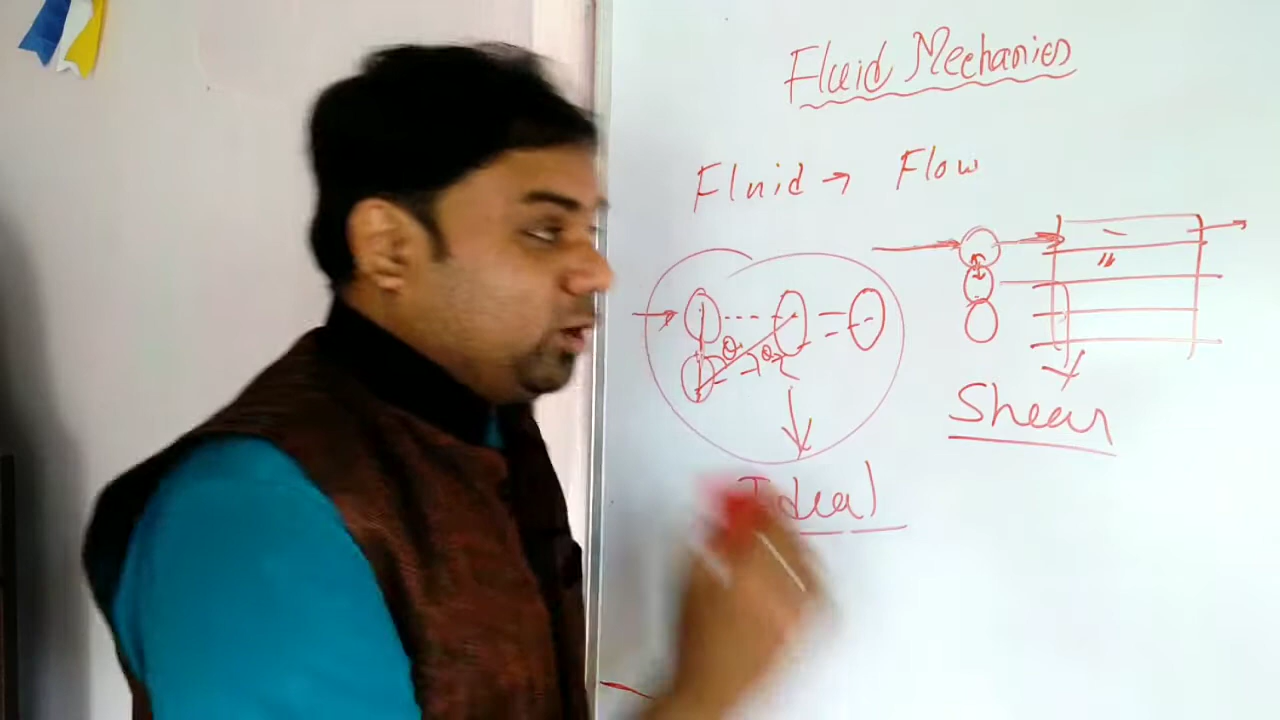 Fluid Mechanics
Fluid → Flow
θ θ
Shear
Ideal